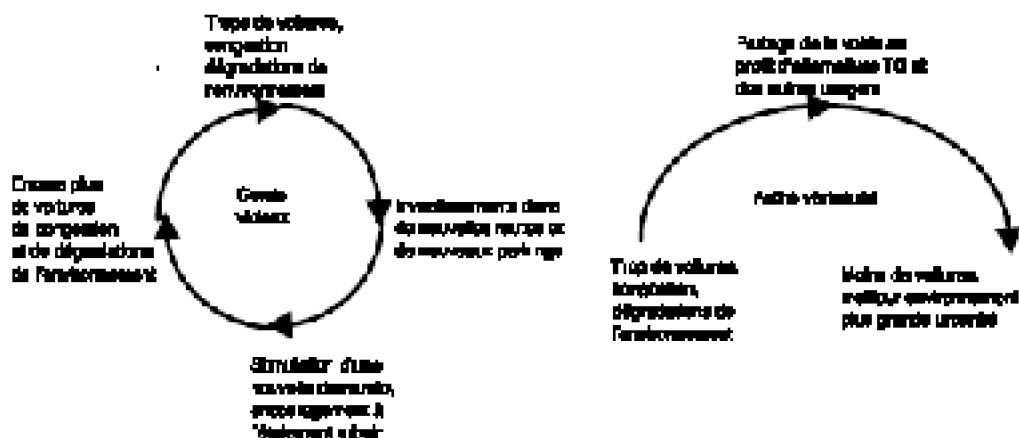 Trop de voitures,
congestion
dégradations de
l'environnement
Encore plus
de voitures
de congestion
et de dégradations
de l'environnement
Cercle
vicieux
Investissements dans
de nouvelles routes et
de nouveaux parkings
Stimulation d'une
nouvelle demande,
encouragement à
l'étalement urbain
Partage de la voirie au
profit d'alternatives TC et
des autres usagers
Trop de voitures,
congestion,
dégradations de
l'environnement
Moins de voitures,
meilleur environnement
plus grande urbanité